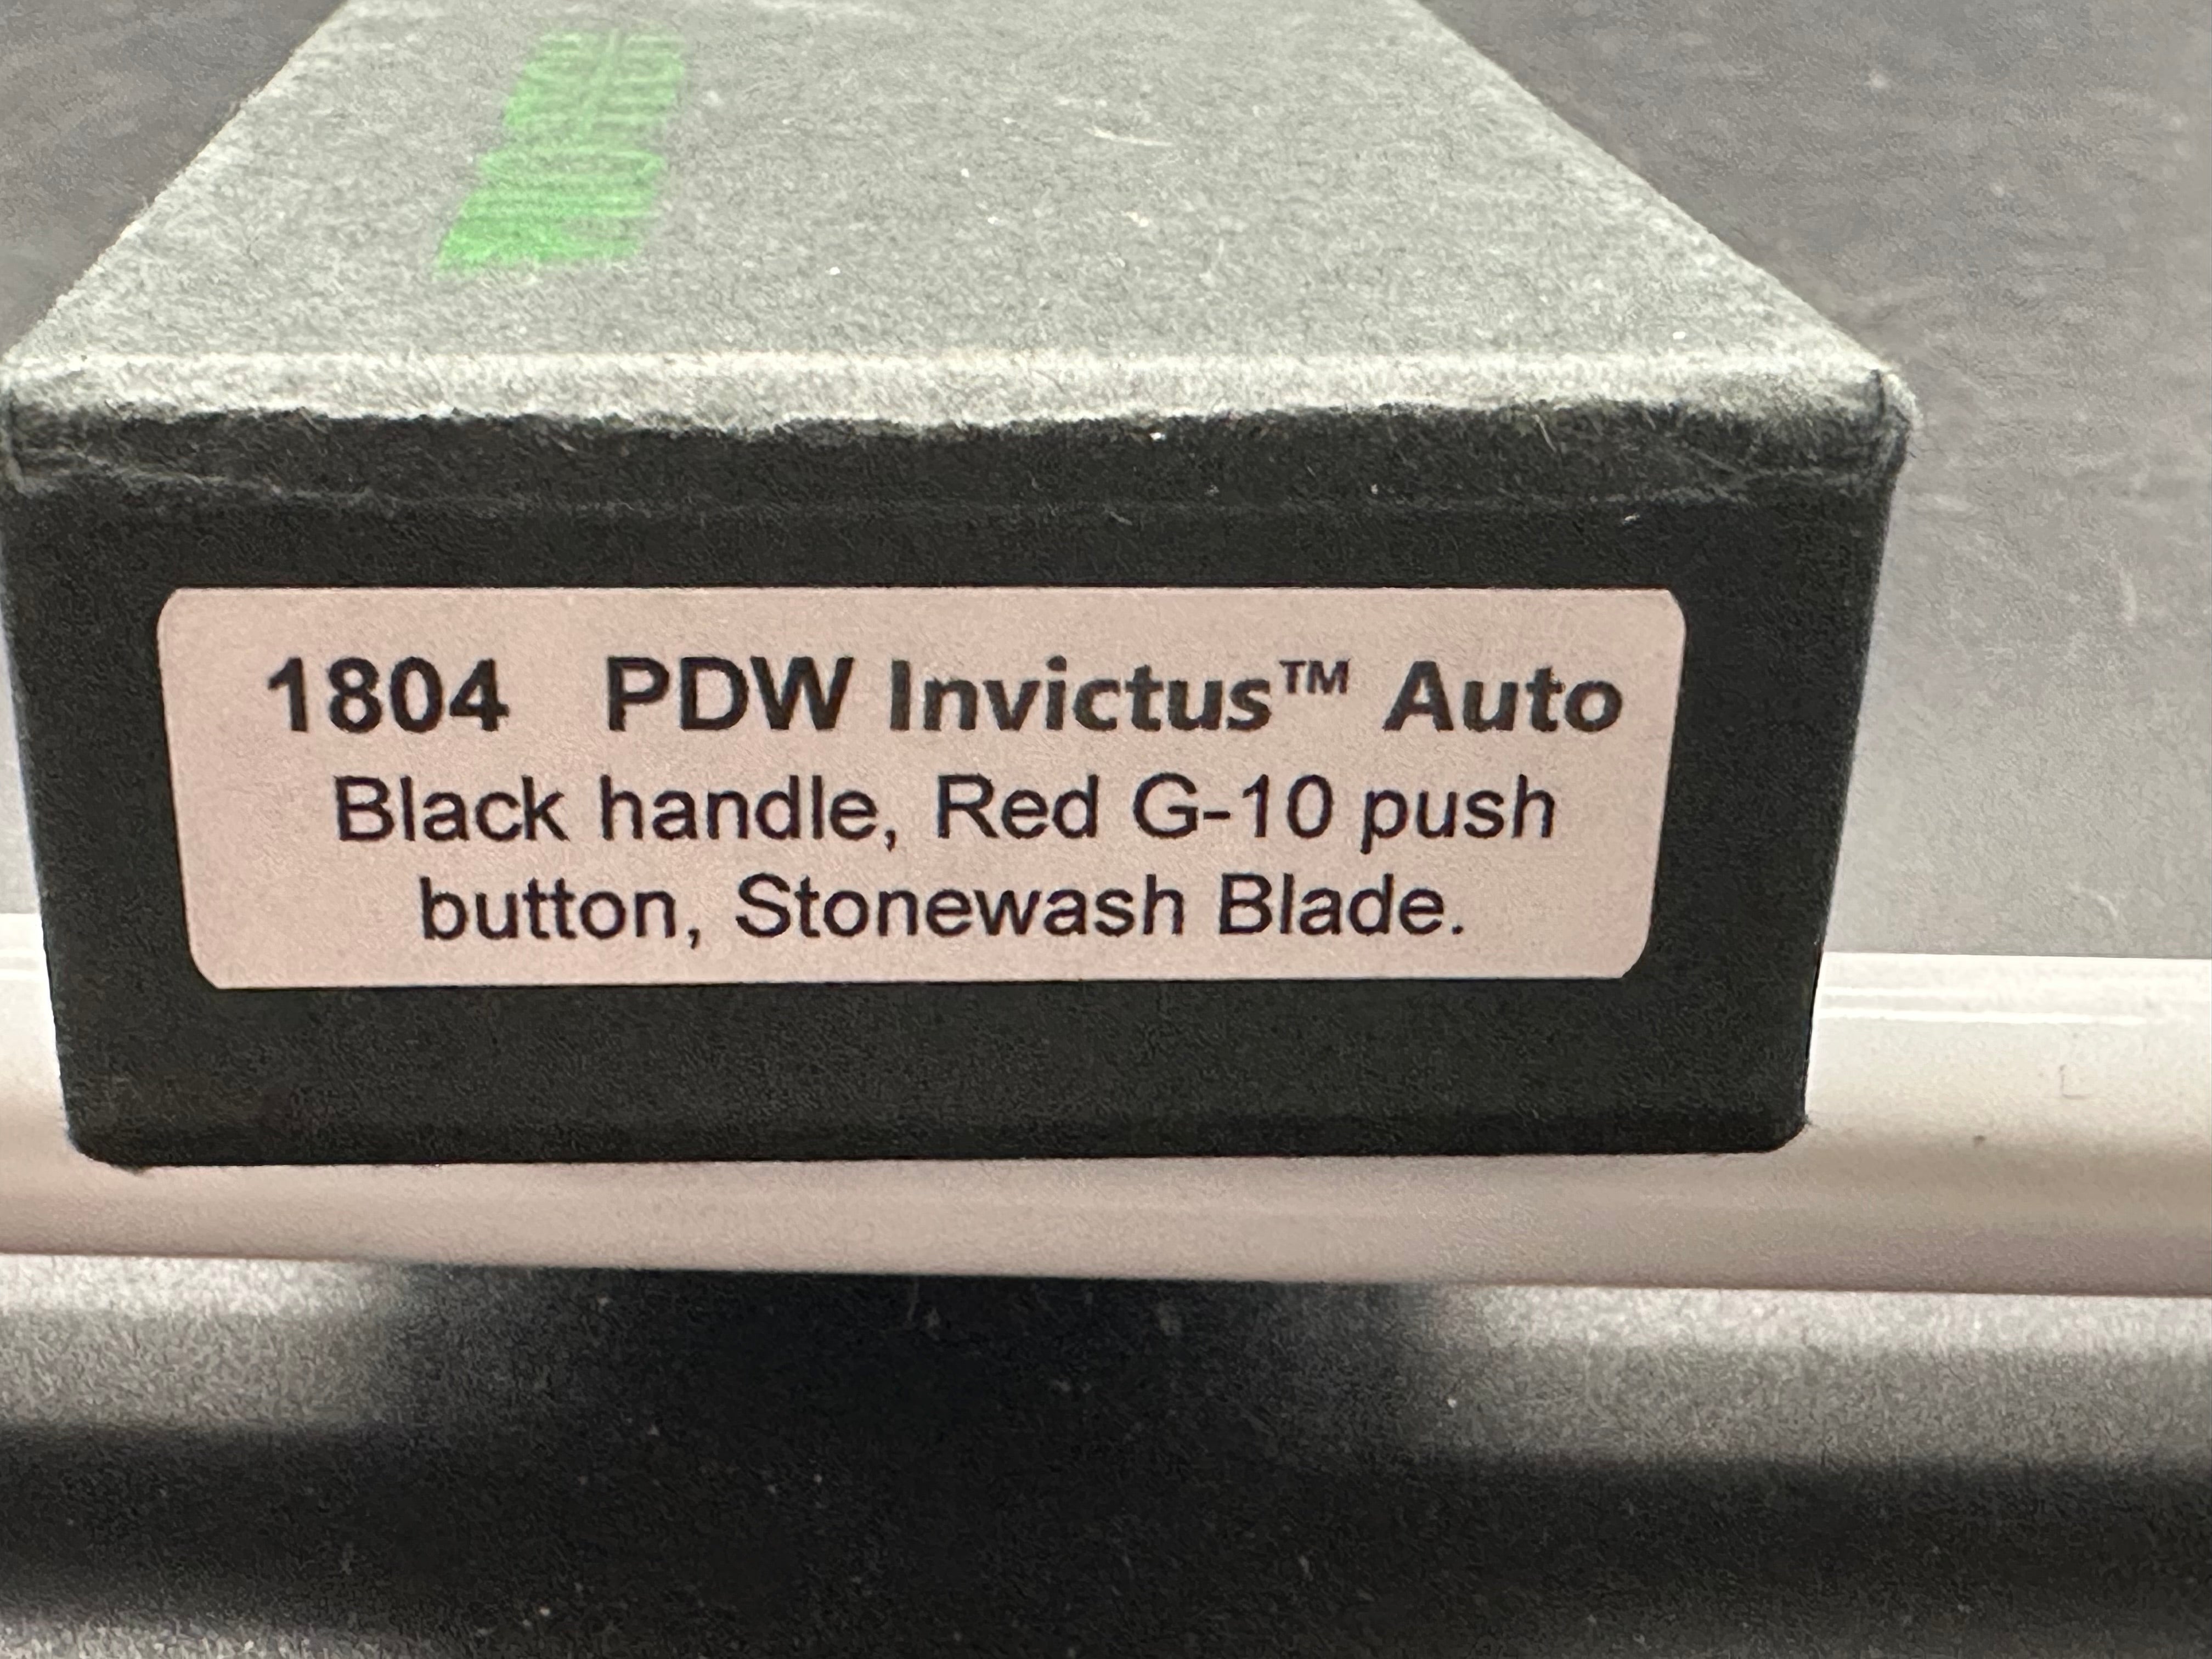 1804 PDW Invictus™ Auto
Black handle, Red G-10 push
button, Stonewash Blade.